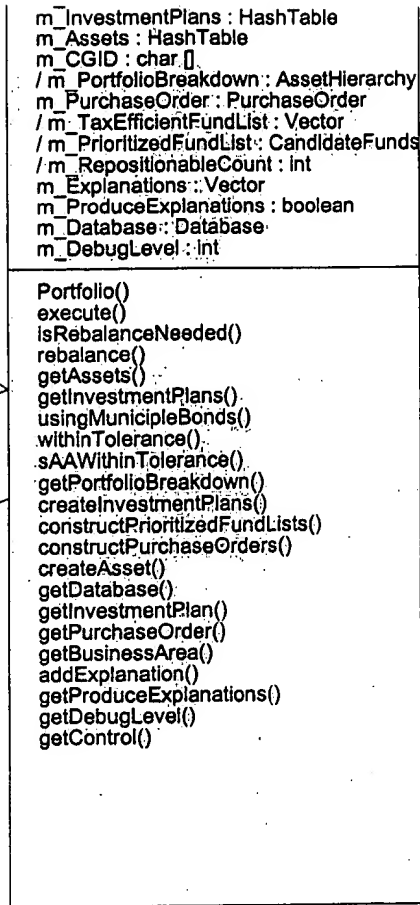 m_InvestmentPlans : HashTable
m_Assets : HashTable
m_CGID : char []
/ m_PortfolioBreakdown : AssetHierarchy
m_PurchaseOrder : PurchaseOrder
/ m_TaxEfficientFundList : Vector
/ m_PrioritizedFundList : CandidateFunds
/ m_RepositionableCount : int
m_Explanations : Vector
m_ProduceExplanations : boolean
m_Database : Database
m_DebugLevel : int
Portfolio()
execute()
isRebalanceNeeded()
rebalance()
getAssets()
getInvestmentPlans()
usingMunicipleBonds()
withinTolerance()
sAAWithinTolerance()
getPortfolioBreakdown()
createInvestmentPlans()
constructPrioritizedFundLists()
constructPurchaseOrders()
createAsset()
getDatabase()
getInvestmentPlan()
getPurchaseOrder()
getBusinessArea()
addExplanation()
getProduceExplanations()
getDebugLevel()
getControl()